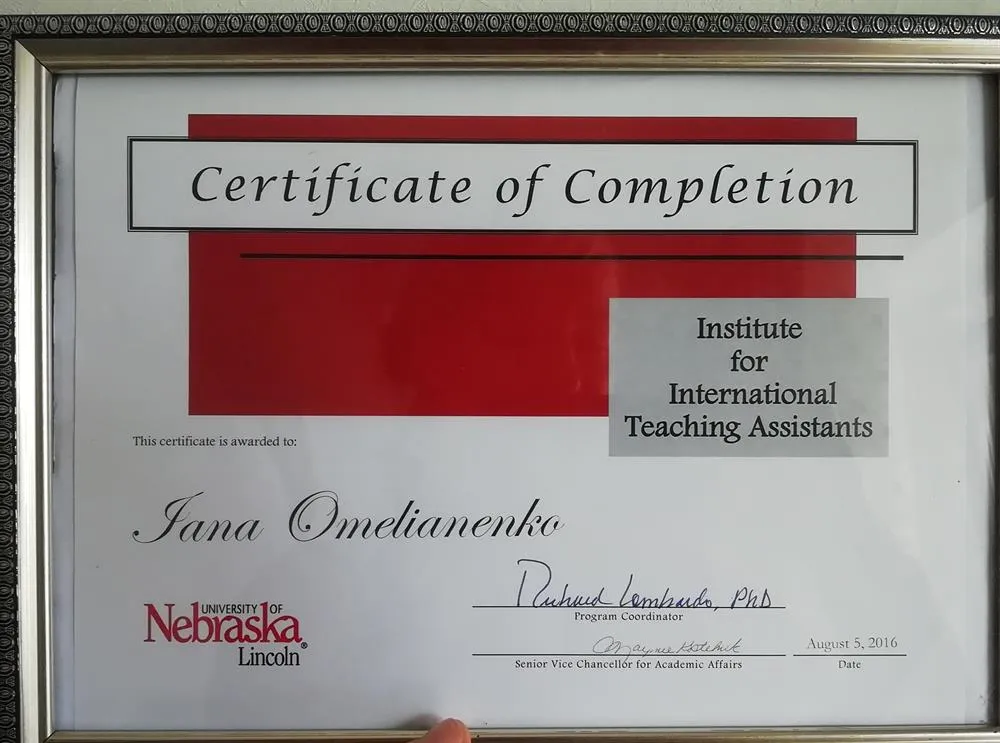 Certificate of Completion
Institute
for
International
Teaching Assistants
This certificate is awarded to:
Iana Omelianenko
Richard Lombardo, PhD
Program Coordinator
UNIVERSITY OF
Nebraska®
Lincoln
August 5, 2016
Senior Vice Chancellor for Academic Affairs
Date